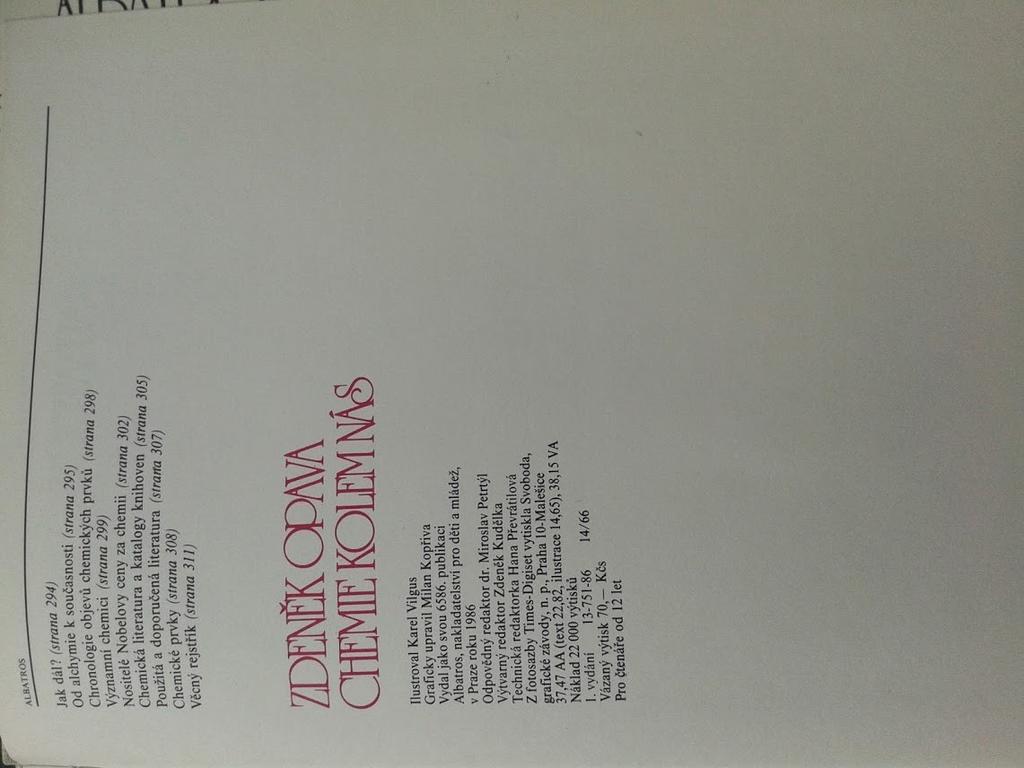 ALBATROS
Jak dál? (strana 294)
Od alchymie k současnosti (strana 295)
Chronologie objevů chemických prvků (strana 298)
Významní chemici (strana 299)
Nositelé Nobelovy ceny za chemii (strana 302)
Chemická literatura a katalogy knihoven (strana 305)
Použitá a doporučená literatura (strana 307)
Chemické prvky (strana 308)
Věcný rejstřík (strana 311)
ZDENĚK OPAVA
CHEMIE KOLEM NÁS
Ilustroval Karel Vilgus
Graficky upravil Milan Kopřiva
Vydal jako svou 6586. publikaci
Albatros, nakladatelství pro děti a mládež,
v Praze roku 1986
Odpovědný redaktor dr. Miroslav Petrtýl
Výtvarný redaktor Zdeněk Kudělka
Technická redaktorka Hana Převrátilová
Z fotosazby Times-Digiset vytiskla Svoboda,
grafické závody, n. p., Praha 10-Malešice
37,47 AA (text 22,82, ilustrace 14,65), 38,15 VA
Náklad 22 000 výtisků
1. vydání 13-751-86 14/66
Vázaný výtisk 70,— Kčs
Pro čtenáře od 12 let